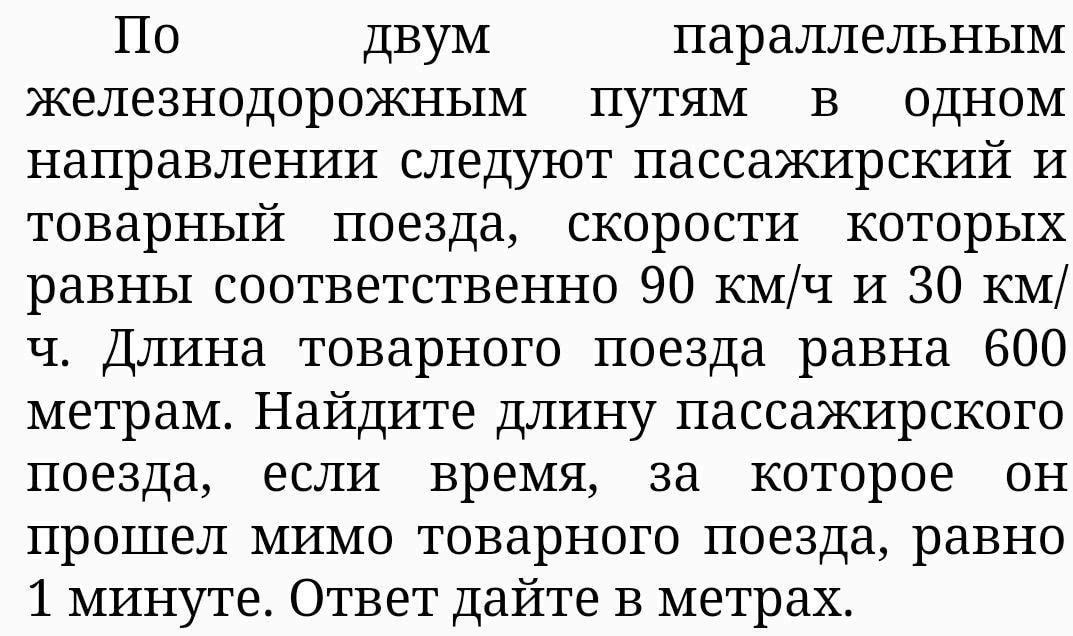 По двум параллельным
железнодорожным путям в одном
направлении следуют пассажирский и
товарный поезда, скорости которых
равны соответственно 90 км/ч и 30 км/
ч. Длина товарного поезда равна 600
метрам. Найдите длину пассажирского
поезда, если время, за которое он
прошел мимо товарного поезда, равно
1 минуте. Ответ дайте в метрах.